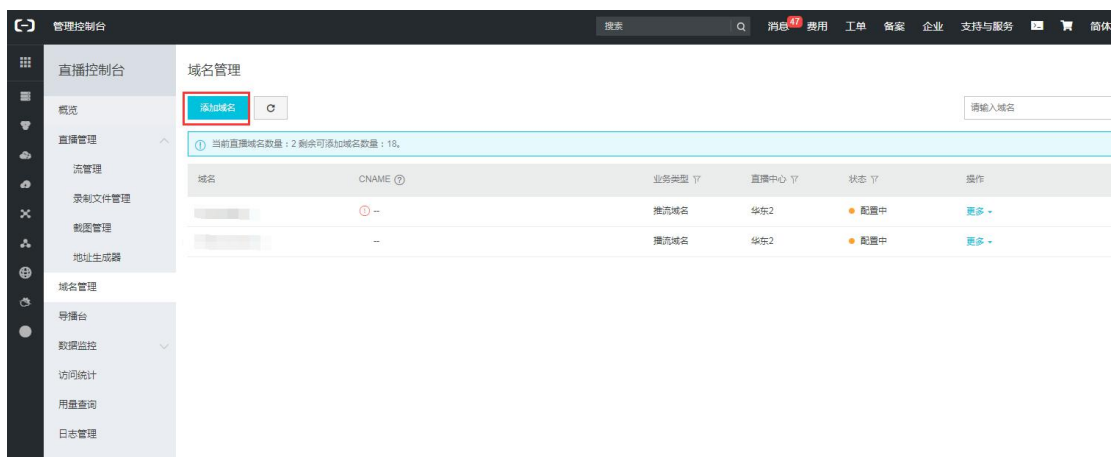 管理控制台 搜索 消息47 费用 工单 备案 企业 支持与服务 简体
直播控制台
概览
直播管理
流管理
录制文件管理
截图管理
地址生成器
域名管理
导播台
数据监控
访问统计
用量查询
日志管理
域名管理
添加域名 请输入域名
当前直播域名数量：2 剩余可添加域名数量：18。
域名 CNAME 业务类型 直播中心 状态 操作
-- 推流域名 华东2 配置中 更多
-- 播流域名 华东2 配置中 更多